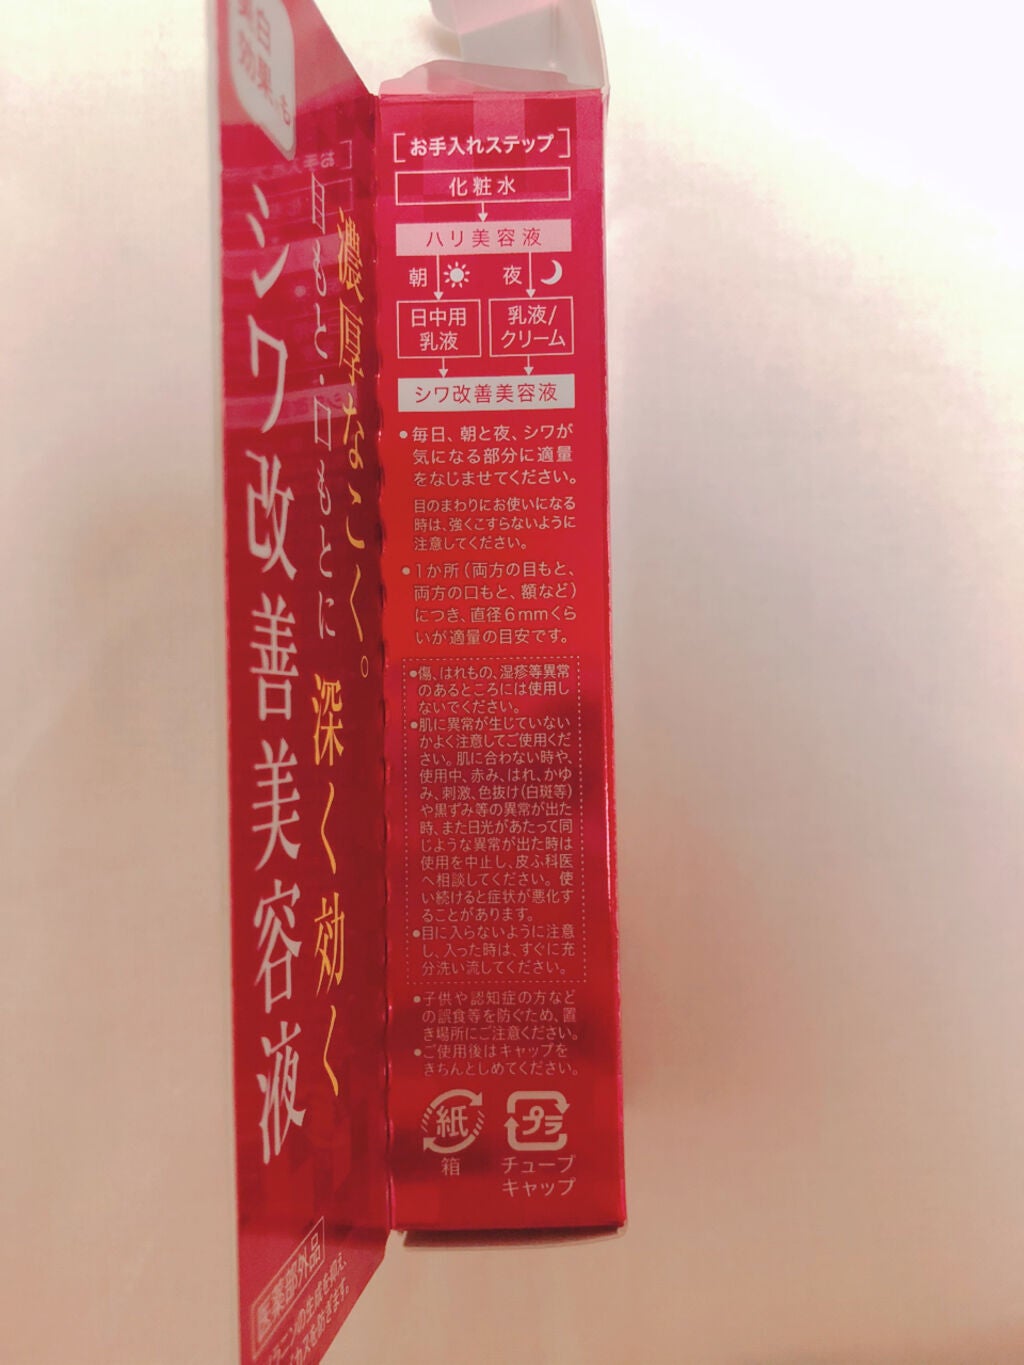 美白
効果も
濃厚なこく。
目もと・口もとに 深く効く
シワ改善美容液
医薬部外品
メラニンの生成を抑え、
カスを防ぎます。
[お手入れステップ]
化粧水
ハリ美容液
朝 夜
日中用
乳液
乳液/
クリーム
シワ改善美容液
●毎日、朝と夜、シワが
気になる部分に適量
をなじませてください。
目のまわりにお使いになる
時は、強くこすらないように
注意してください。
●1か所(両方の目もと、
両方の口もと、額など)
につき、直径6mmくら
いが適量の目安です。
●傷、はれもの、湿疹等異常
のあるところには使用し
ないでください。
●肌に異常が生じていない
かよく注意してご使用くだ
さい。肌に合わない時や、
使用中、赤み、はれ、かゆ
み、刺激、色抜け(白斑等)
や黒ずみ等の異常が出た
時、また日光があたって同
じような異常が出た時は
使用を中止し、皮ふ科医
へ相談してください。使
い続けると症状が悪化す
ることがあります。
●目に入らないように注意
し、入った時は、すぐに充
分洗い流してください。
●子供や認知症の方など
の誤食等を防ぐため、置
き場所にご注意ください。
●ご使用後はキャップを
きちんとしめてください。
紙
箱
プラ
チューブ
キャップ